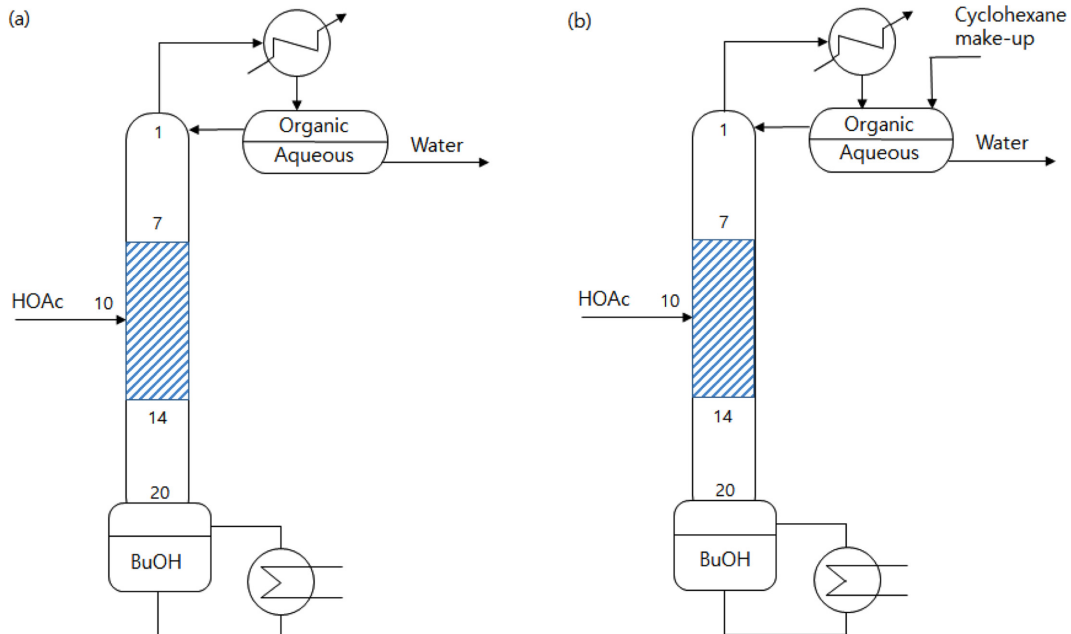 (a)
Organic
Aqueous
Water
1
7
HOAc
10
14
20
BuOH
(b)
Cyclohexane
make-up
Organic
Aqueous
Water
1
7
HOAc
10
14
20
BuOH